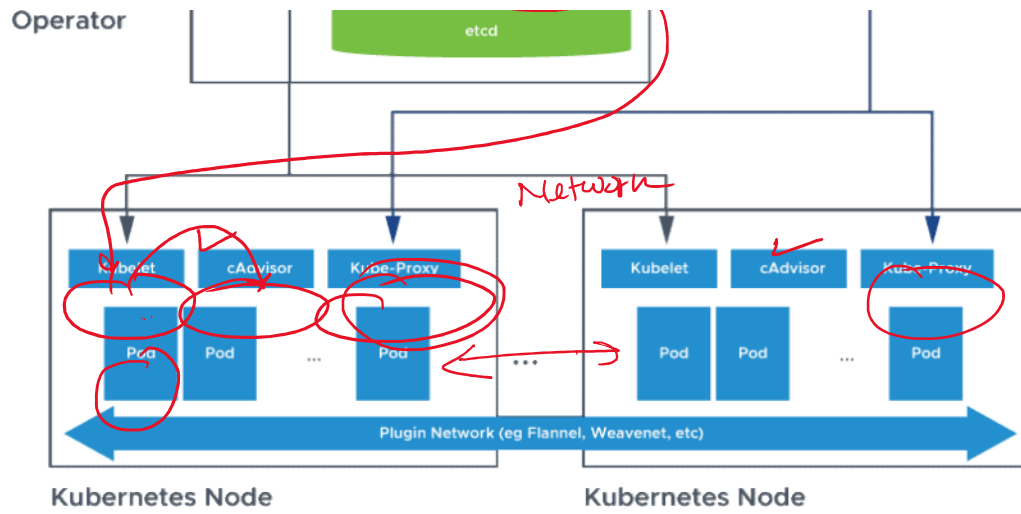 Operator
etcd
Network
Kubelet cAdvisor Kube-Proxy
Kubelet cAdvisor Kube-Proxy
Pod Pod ... Pod
...
Pod Pod ... Pod
Plugin Network (eg Flannel, Weavenet, etc)
Kubernetes Node
Kubernetes Node